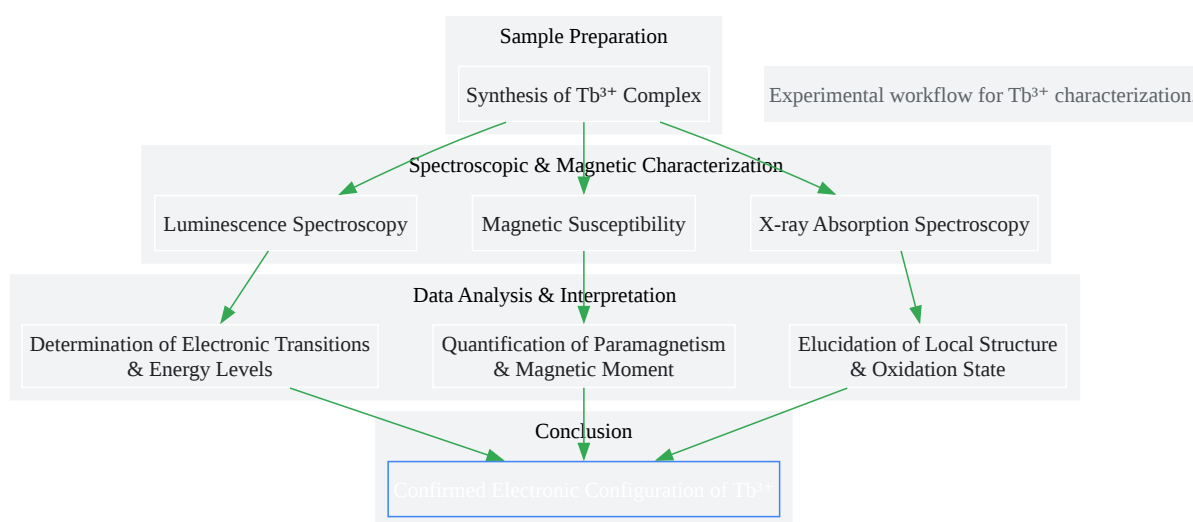 Sample Preparation
Synthesis of Tb³⁺ Complex
Experimental workflow for Tb³⁺ characterization
Spectroscopic & Magnetic Characterization
Luminescence Spectroscopy
Magnetic Susceptibility
X-ray Absorption Spectroscopy
Data Analysis & Interpretation
Determination of Electronic Transitions
& Energy Levels
Quantification of Paramagnetism
& Magnetic Moment
Elucidation of Local Structure
& Oxidation State
Conclusion
Confirmed Electronic Configuration of Tb³⁺